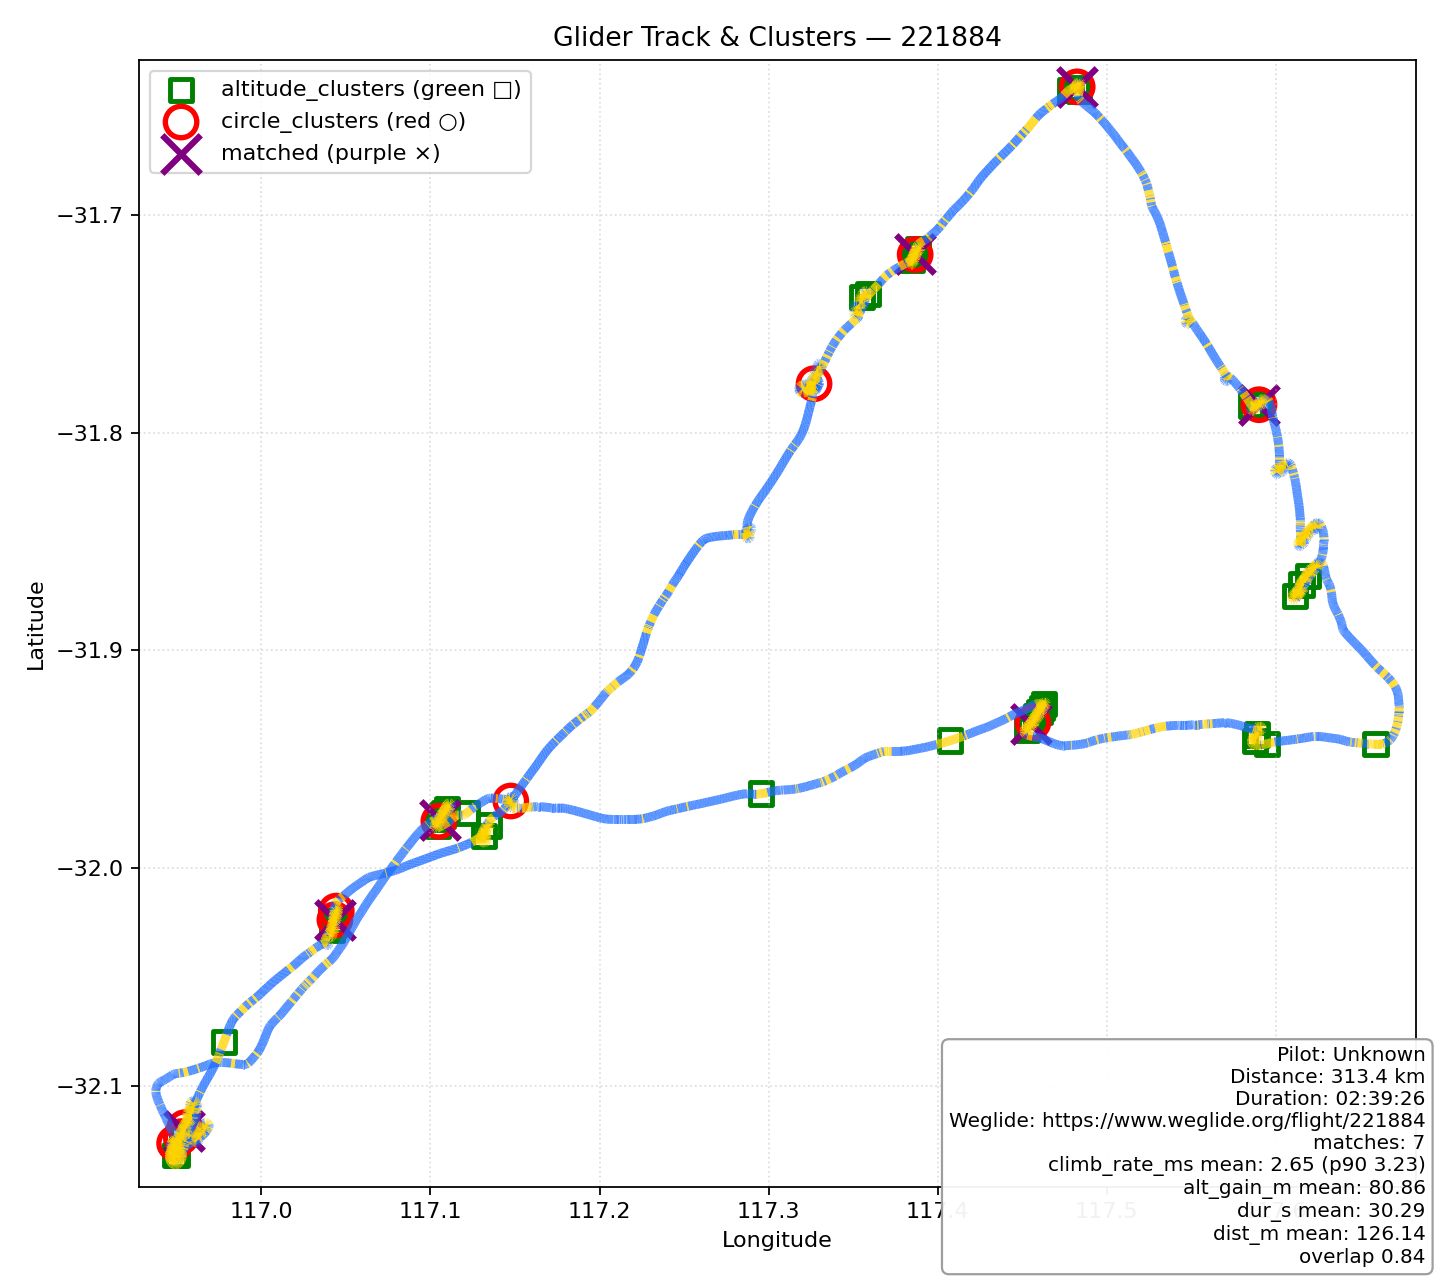 Glider Track & Clusters — 221884
altitude_clusters (green □)
circle_clusters (red ○)
matched (purple ×)
Latitude
−31.7
−31.8
−31.9
−32.0
−32.1
117.0
117.1
117.2
117.3
117.4
117.5
Longitude
Pilot: Unknown
Distance: 313.4 km
Duration: 02:39:26
Weglide: https://www.weglide.org/flight/221884
matches: 7
climb_rate_ms mean: 2.65 (p90 3.23)
alt_gain_m mean: 80.86
dur_s mean: 30.29
dist_m mean: 126.14
overlap 0.84